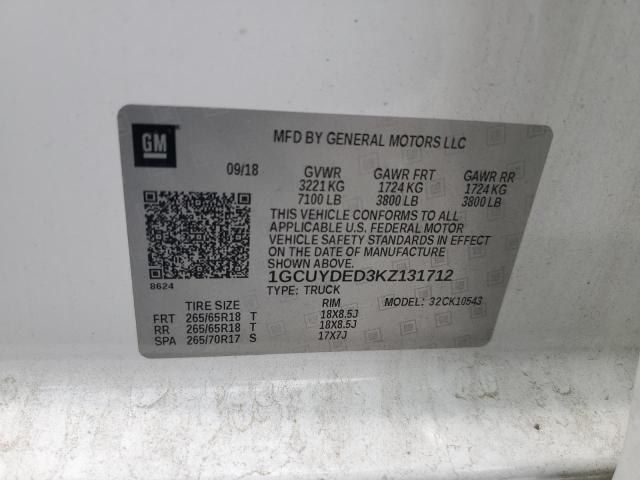 GM
MFD BY GENERAL MOTORS LLC
09/18 GVWR GAWR FRT GAWR RR
3221 KG 1724 KG 1724 KG
7100 LB 3800 LB 3800 LB
THIS VEHICLE CONFORMS TO ALL
APPLICABLE U.S. FEDERAL MOTOR
VEHICLE SAFETY STANDARDS IN EFFECT
ON THE DATE OF MANUFACTURE
SHOWN ABOVE.
8624
1GCUYDED3KZ131712
TYPE: TRUCK MODEL: 32CK10543
TIRE SIZE RIM
FRT 265/65R18 T 18X8.5J
RR 265/65R18 T 18X8.5J
SPA 265/70R17 S 17X7J